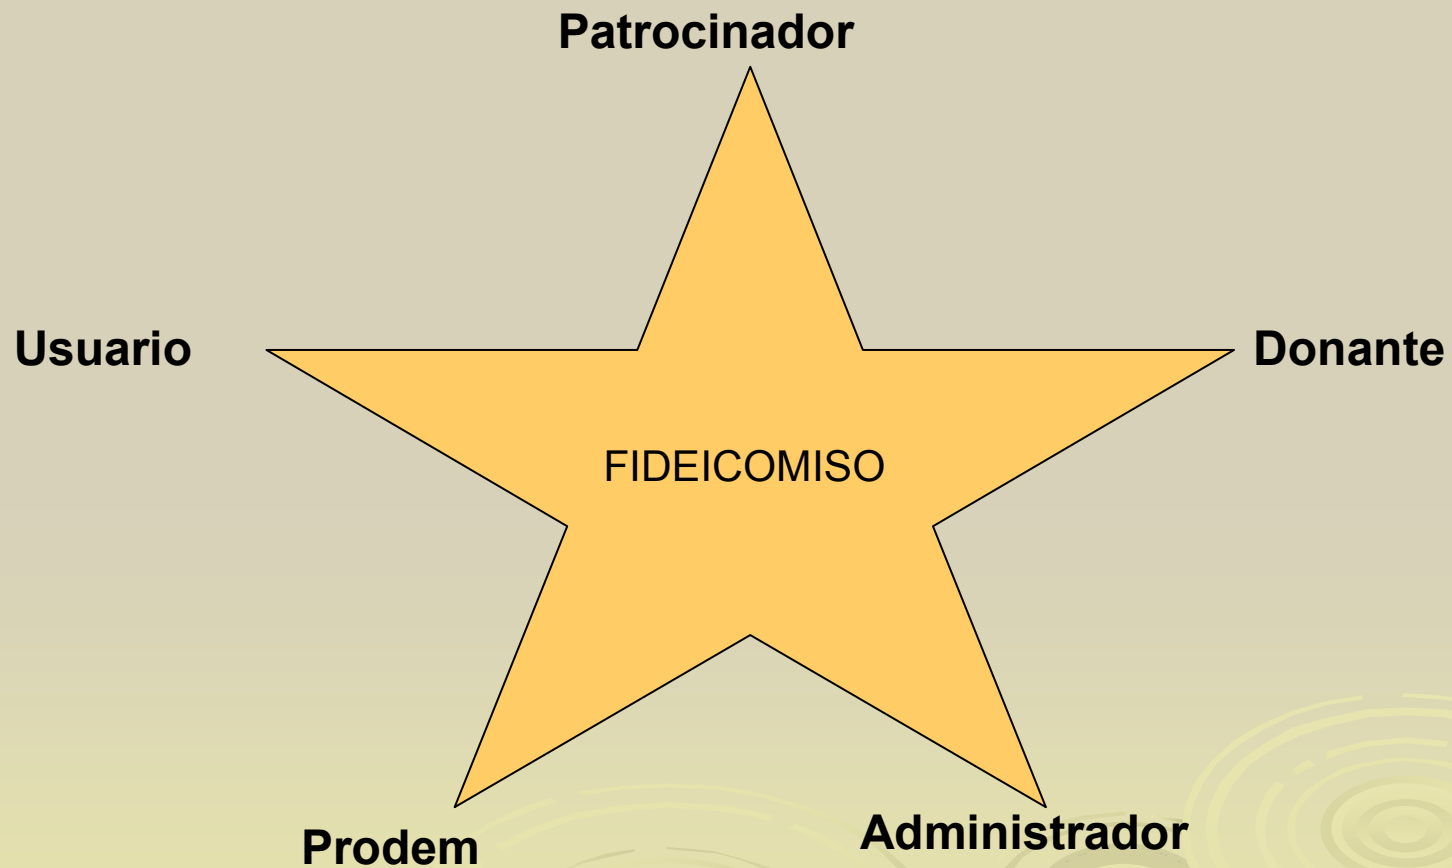 Patrocinador
Usuario
Donante
FIDEICOMISO
Prodem
Administrador